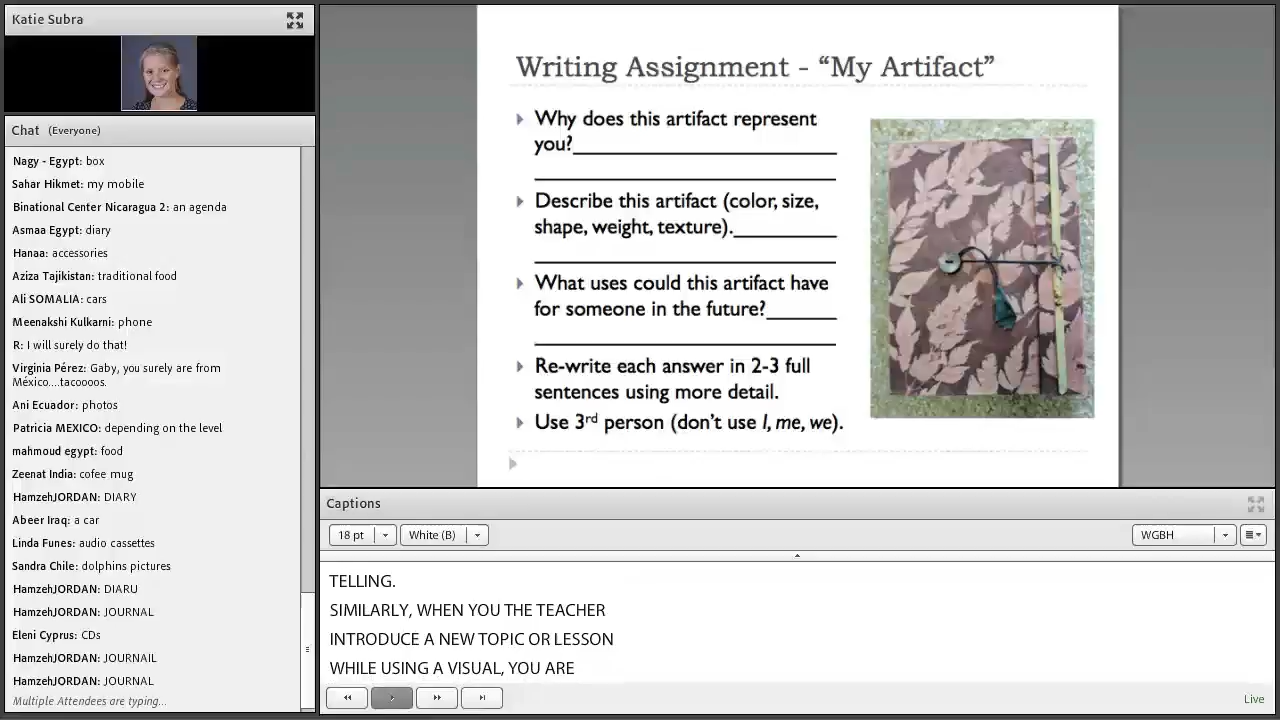 Katie Subra
Chat (Everyone)
Nagy - Egypt: box
Sahar Hikmet: my mobile
Binational Center Nicaragua 2: an agenda
Asmaa Egypt: diary
Hanaa: accessories
Aziza Tajikistan: traditional food
Ali SOMALIA: cars
Meenakshi Kulkarni: phone
R: I will surely do that!
Virginia Pérez: Gaby, you surely are from
México....tacoooos.
Ani Ecuador: photos
Patricia MEXICO: depending on the level
mahmoud egypt: food
Zeenat India: cofee mug
HamzehJORDAN: DIARY
Abeer Iraq: a car
Linda Funes: audio cassettes
Sandra Chile: dolphins pictures
HamzehJORDAN: DIARU
HamzehJORDAN: JOURNAL
Eleni Cyprus: CDs
HamzehJORDAN: JOURNAIL
HamzehJORDAN: JOURNAL
Multiple Attendees are typing...
Writing Assignment - “My Artifact”
Why does this artifact represent
you?
Describe this artifact (color, size,
shape, weight, texture).
What uses could this artifact have
for someone in the future?
Re-write each answer in 2-3 full
sentences using more detail.
Use 3rd person (don’t use I, me, we).
Captions
18 pt White (B) WGBH
TELLING.
SIMILARLY, WHEN YOU THE TEACHER
INTRODUCE A NEW TOPIC OR LESSON
WHILE USING A VISUAL, YOU ARE
Live